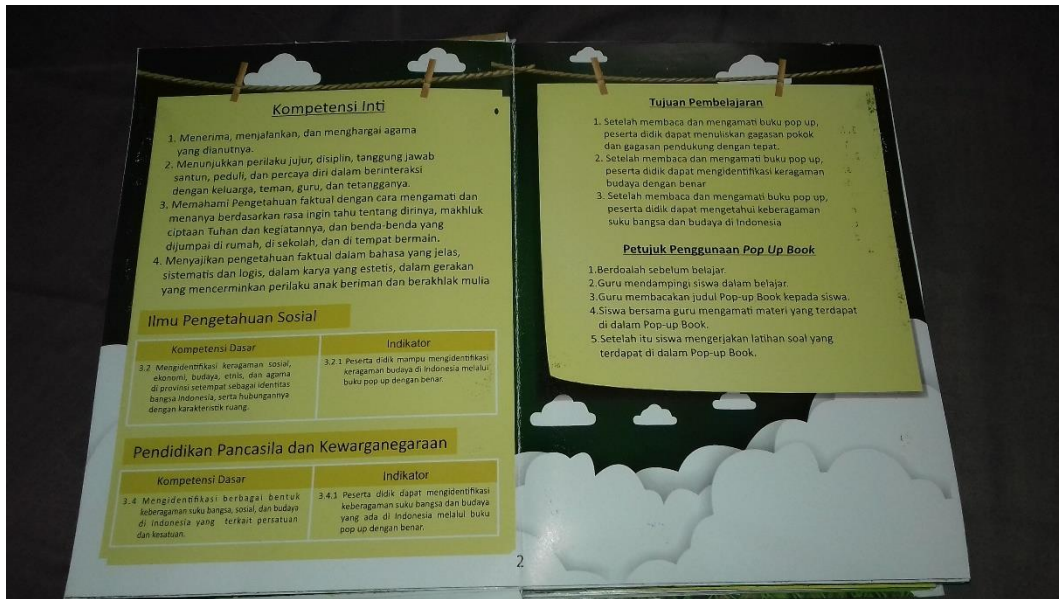 Kompetensi Inti
1. Menerima, menjalankan, dan menghargai agama
yang dianutnya.
2. Menunjukkan perilaku jujur, disiplin, tanggung jawab
santun, peduli, dan percaya diri dalam berinteraksi
dengan keluarga, teman, guru, dan tetangganya.
3. Memahami Pengetahuan faktual dengan cara mengamati dan
menanya berdasarkan rasa ingin tahu tentang dirinya, makhluk
ciptaan Tuhan dan kegiatannya, dan benda-benda yang
dijumpai di rumah, di sekolah, dan di tempat bermain.
4. Menyajikan pengetahuan faktual dalam bahasa yang jelas,
sistematis dan logis, dalam karya yang estetis, dalam gerakan
yang mencerminkan perilaku anak beriman dan berakhlak mulia
Ilmu Pengetahuan Sosial
Kompetensi Dasar
3.2 Mengidentifikasi keragaman sosial,
ekonomi, budaya, etnis, dan agama
di provinsi setempat sebagai identitas
bangsa Indonesia, serta hubungannya
dengan karakteristik ruang.
Indikator
3.2.1 Peserta didik mampu mengidentifikasi
keragaman budaya di Indonesia melalui
buku pop up dengan benar.
Pendidikan Pancasila dan Kewarganegaraan
Kompetensi Dasar
3.4 Mengidentifikasi berbagai bentuk
keberagaman suku bangsa, sosial, dan budaya
di Indonesia yang terkait persatuan
dan kesatuan.
Indikator
3.4.1 Peserta didik dapat mengidentifikasi
keberagaman suku bangsa dan budaya
yang ada di Indonesia melalui buku
pop up dengan benar.
2
Tujuan Pembelajaran
1. Setelah membaca dan mengamati buku pop up,
peserta didik dapat menuliskan gagasan pokok
dan gagasan pendukung dengan tepat.
2. Setelah membaca dan mengamati buku pop up,
peserta didik dapat mengidentifikasi keragaman
budaya dengan benar
3. Setelah membaca dan mengamati buku pop up,
peserta didik dapat mengetahui keberagaman
suku bangsa dan budaya di Indonesia
Petujuk Penggunaan Pop Up Book
1.Berdoalah sebelum belajar.
2.Guru mendampingi siswa dalam belajar.
3.Guru membacakan judul Pop-up Book kepada siswa.
4.Siswa bersama guru mengamati materi yang terdapat
di dalam Pop-up Book.
5.Setelah itu siswa mengerjakan latihan soal yang
terdapat di dalam Pop-up Book.